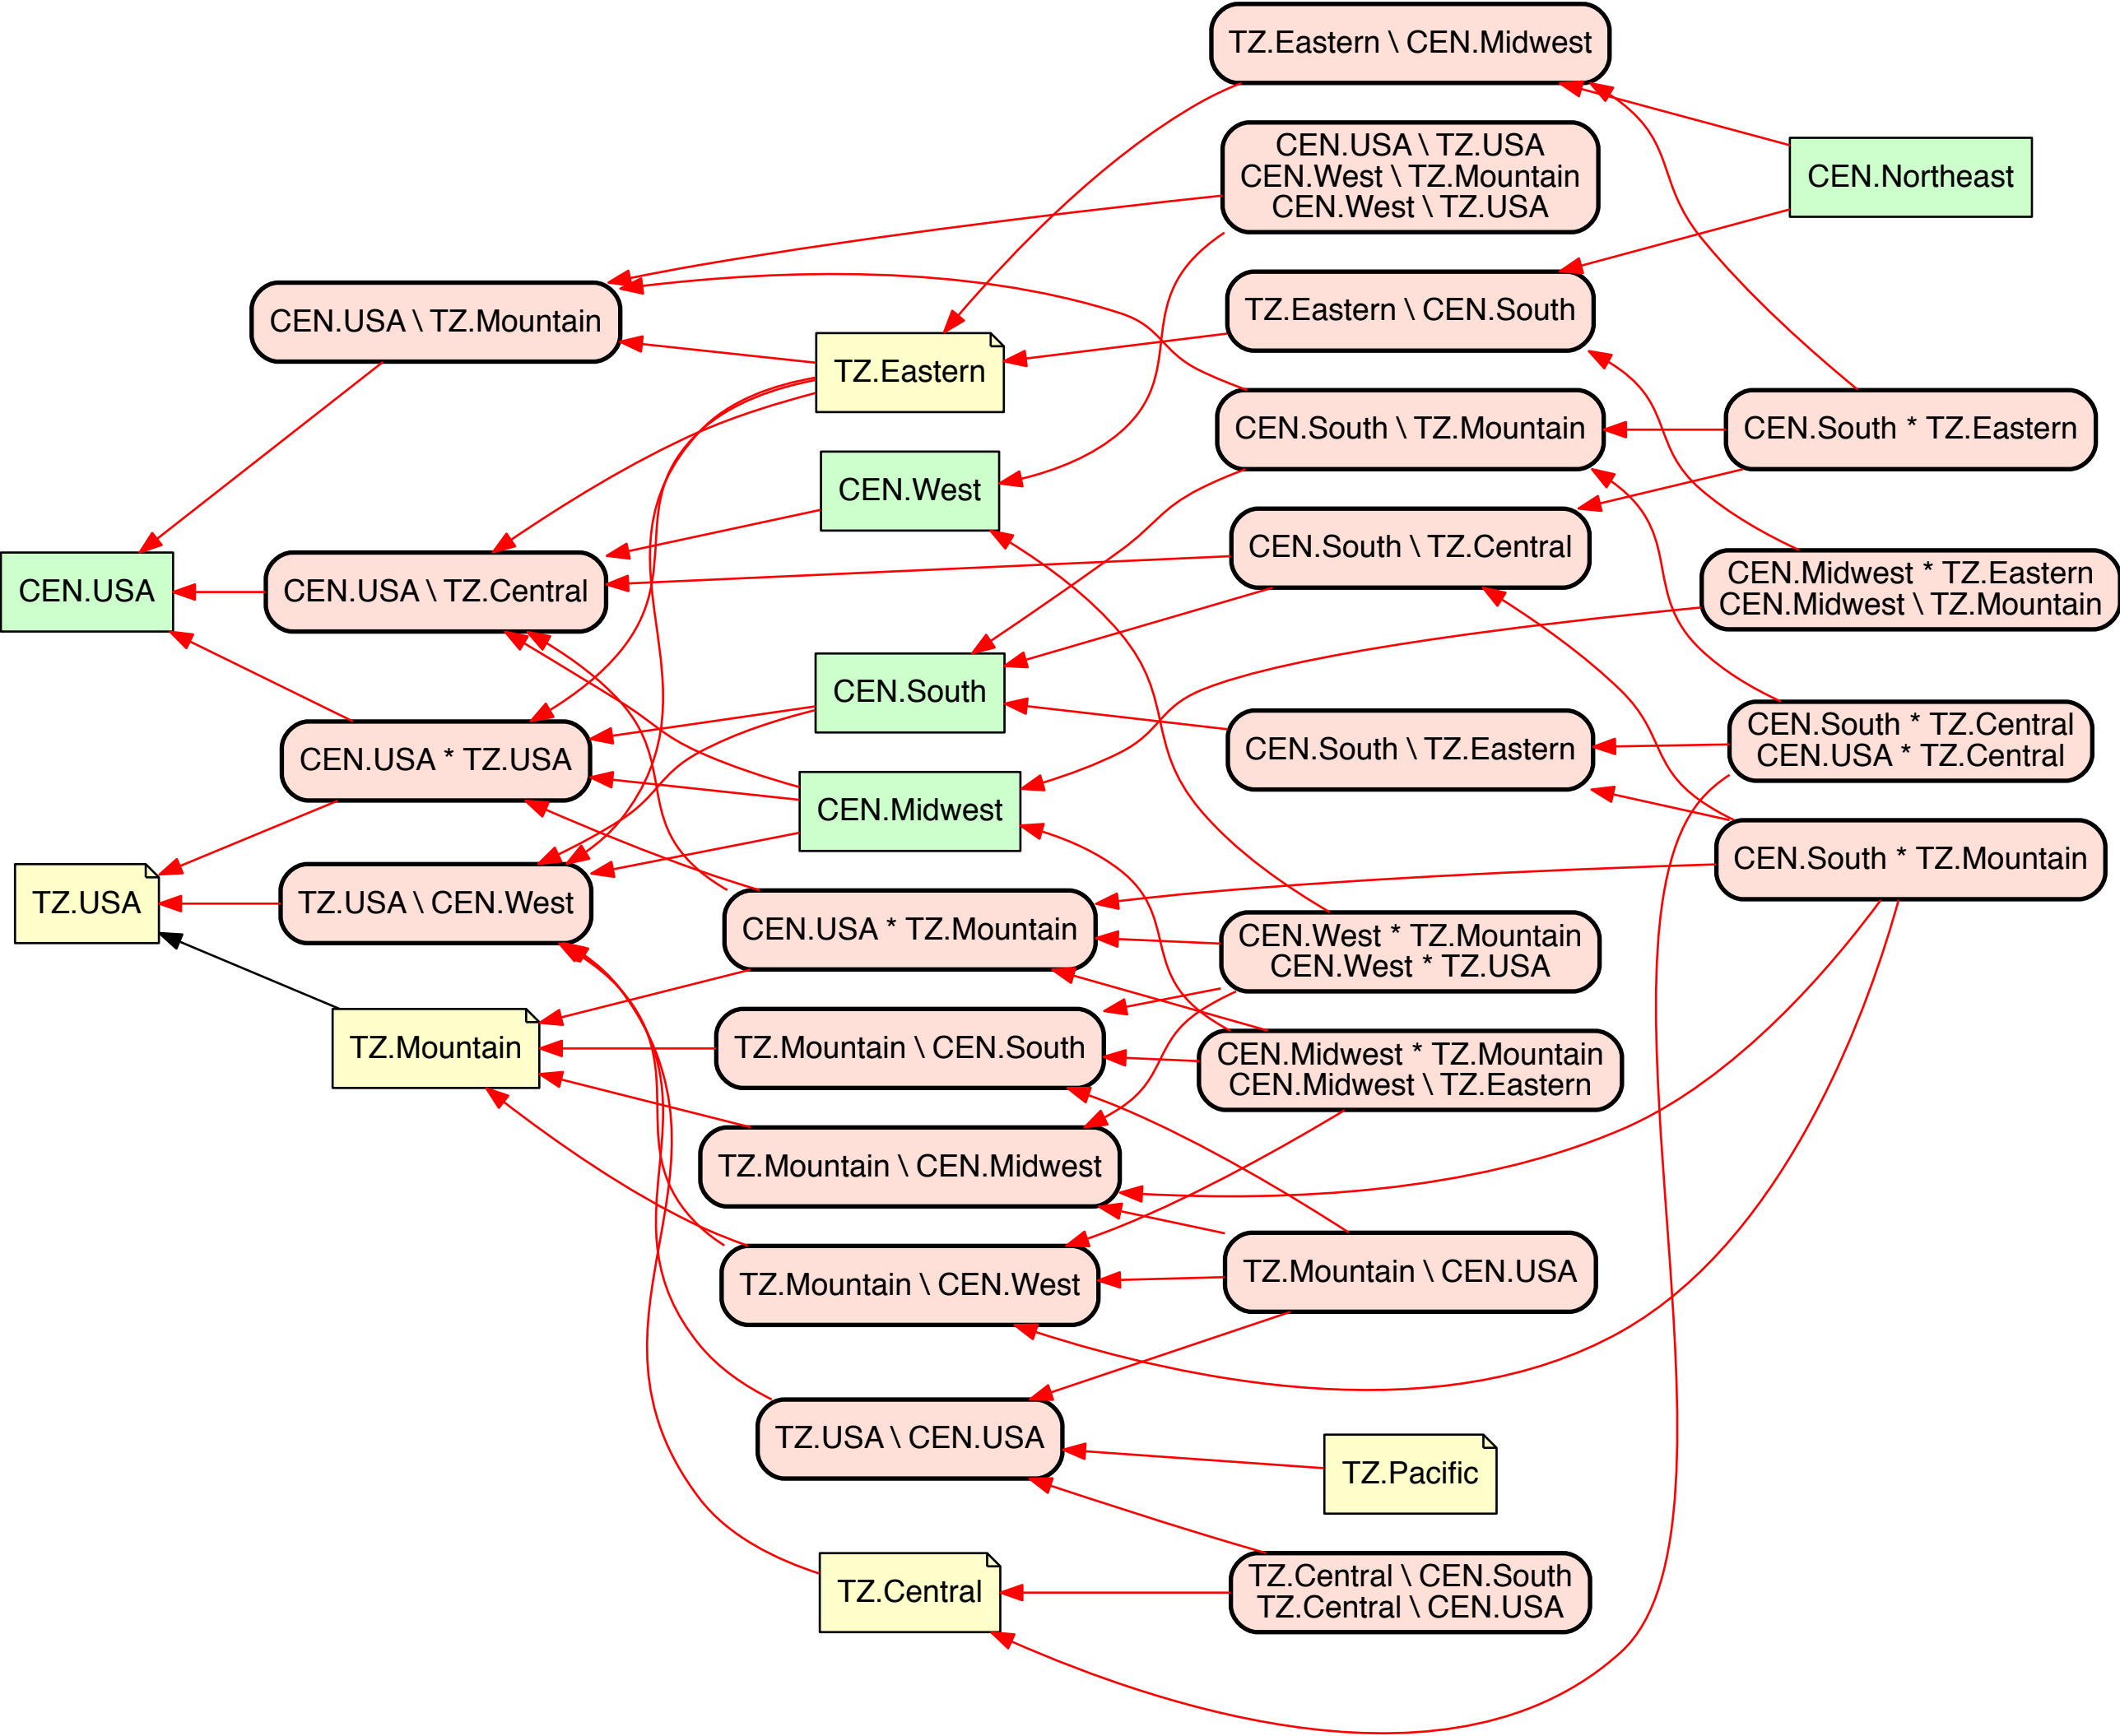 TZ.Eastern \ CEN.Midwest
CEN.USA \ TZ.USA
CEN.West \ TZ.Mountain
CEN.West \ TZ.USA
CEN.Northeast
CEN.USA \ TZ.Mountain
TZ.Eastern \ CEN.South
TZ.Eastern
CEN.South \ TZ.Mountain
CEN.South * TZ.Eastern
CEN.West
CEN.South \ TZ.Central
CEN.USA
CEN.USA \ TZ.Central
CEN.Midwest * TZ.Eastern
CEN.Midwest \ TZ.Mountain
CEN.South
CEN.South \ TZ.Eastern
CEN.South * TZ.Central
CEN.USA * TZ.Central
CEN.USA * TZ.USA
CEN.Midwest
CEN.South * TZ.Mountain
TZ.USA
TZ.USA \ CEN.West
CEN.USA * TZ.Mountain
CEN.West * TZ.Mountain
CEN.West * TZ.USA
TZ.Mountain
TZ.Mountain \ CEN.South
CEN.Midwest * TZ.Mountain
CEN.Midwest \ TZ.Eastern
TZ.Mountain \ CEN.Midwest
TZ.Mountain \ CEN.West
TZ.Mountain \ CEN.USA
TZ.USA \ CEN.USA
TZ.Pacific
TZ.Central
TZ.Central \ CEN.South
TZ.Central \ CEN.USA